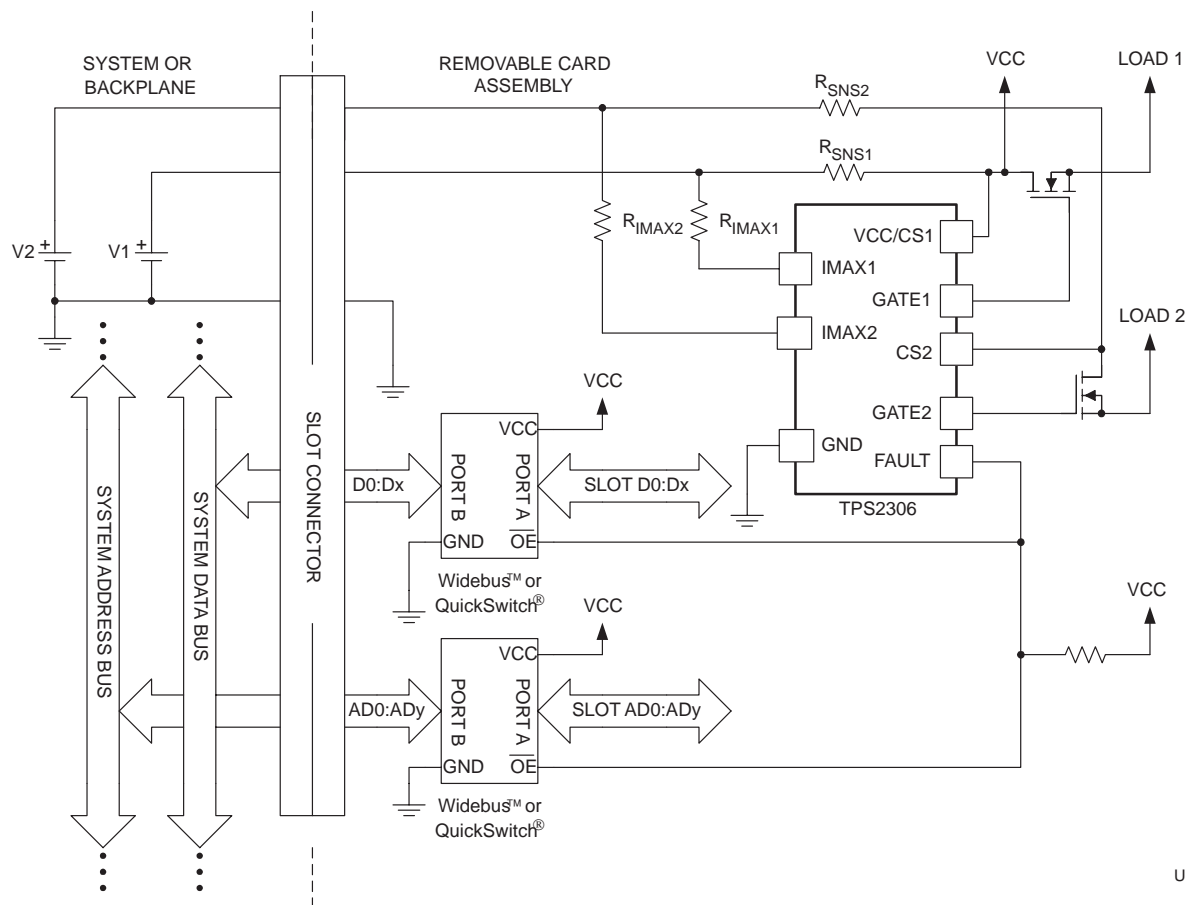 SYSTEM OR
BACKPLANE
REMOVABLE CARD
ASSEMBLY
VCC
LOAD 1
RSNS2
RSNS1
RIMAX2
RIMAX1
V2
+
V1
+
VCC/CS1
IMAX1
GATE1
IMAX2
CS2
LOAD 2
GATE2
GND
FAULT
TPS2306
SLOT CONNECTOR
SYSTEM ADDRESS BUS
SYSTEM DATA BUS
VCC
VCC
PORT B
PORT A
D0:Dx
SLOT D0:Dx
GND
OE
Widebus™ or
QuickSwitch®
VCC
VCC
VCC
PORT B
PORT A
AD0:ADy
SLOT AD0:ADy
GND
OE
Widebus™ or
QuickSwitch®
U